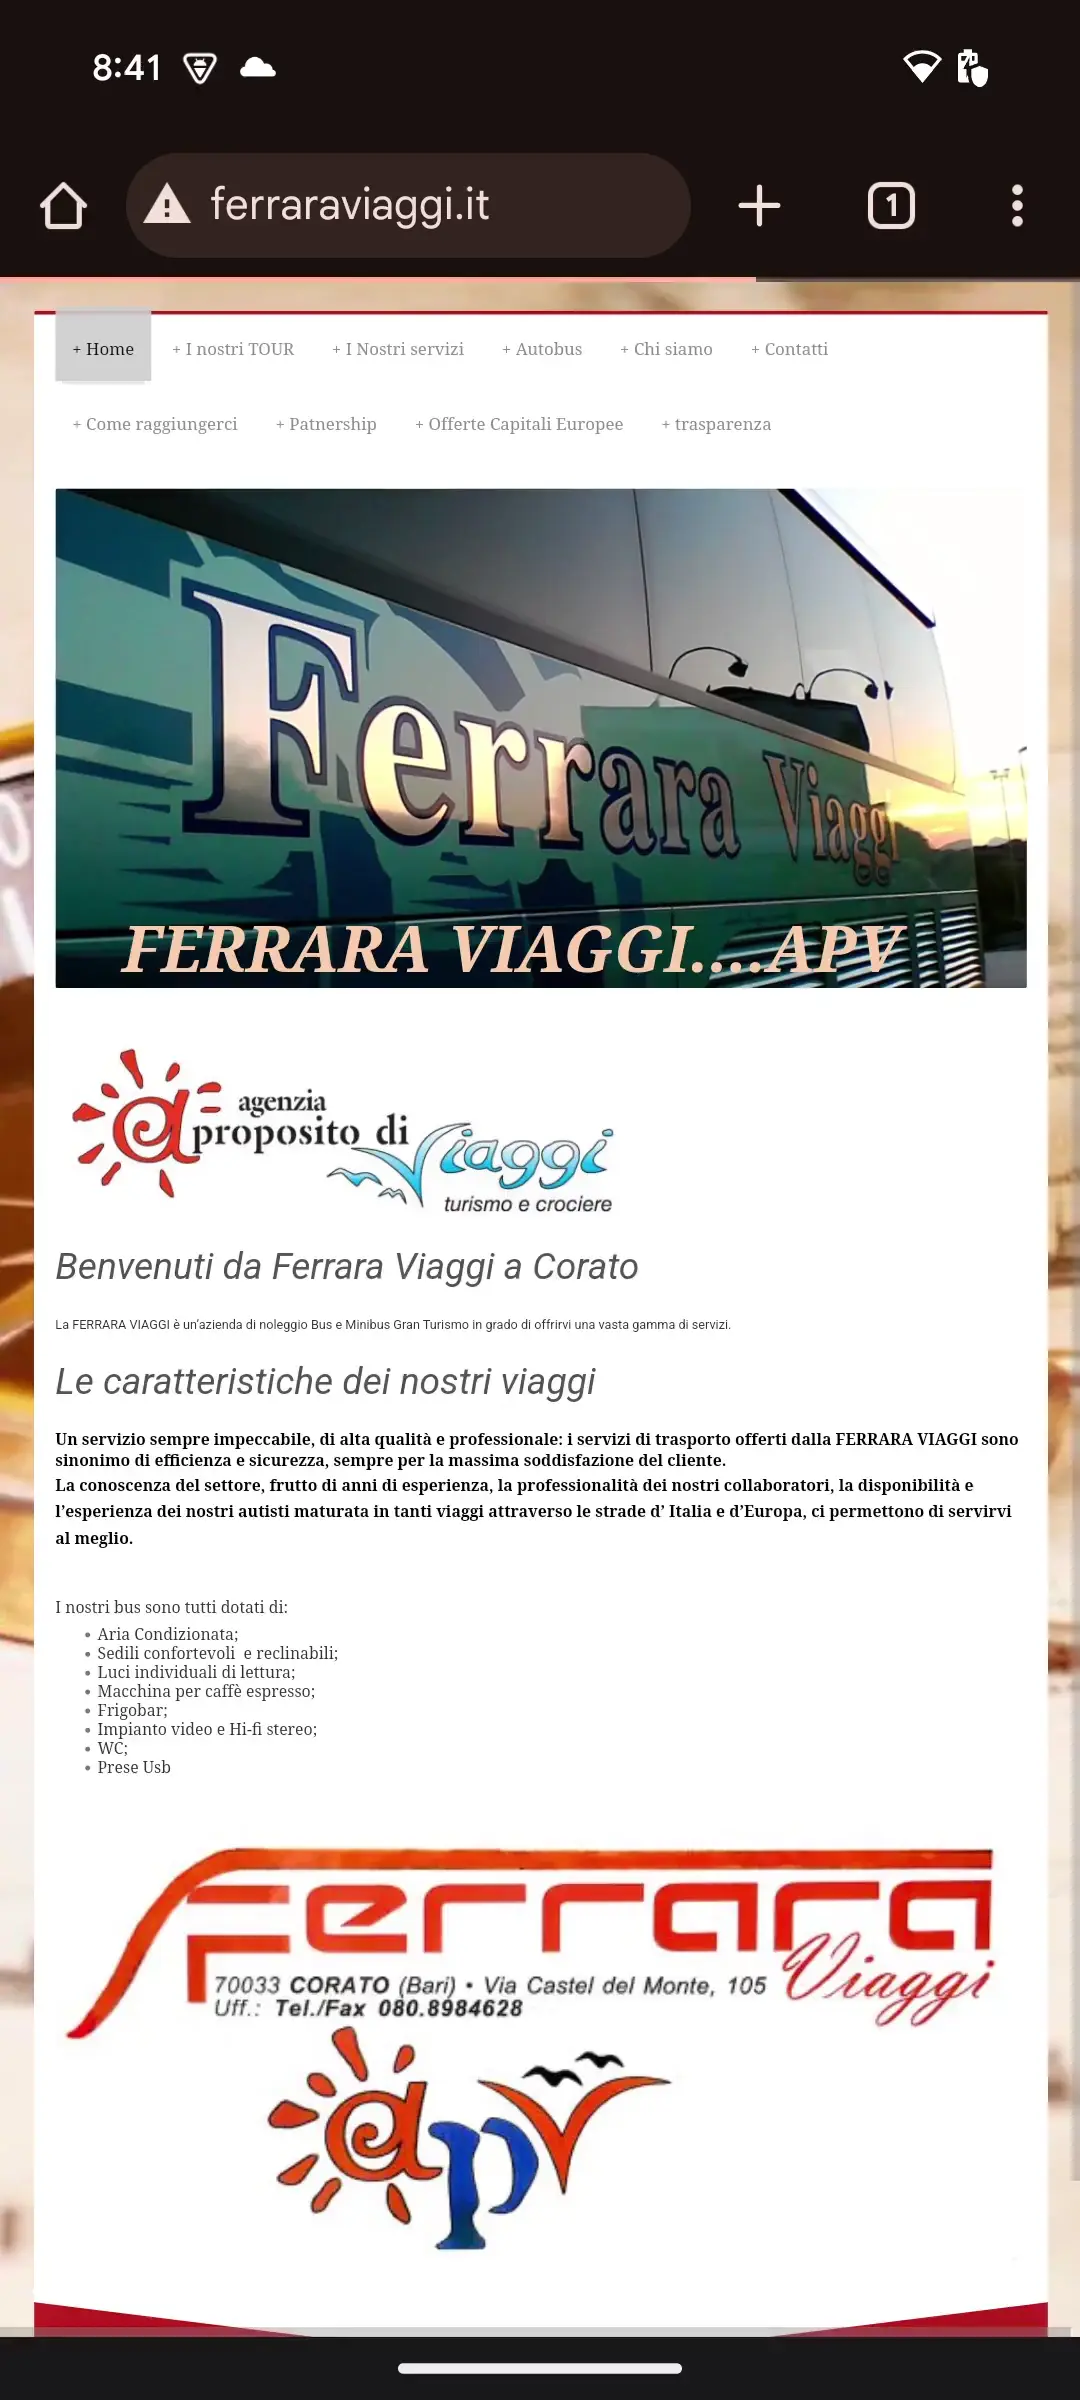 8:41
ferraraviaggi.it
1
+ Home
+ I nostri TOUR
+ I Nostri servizi
+ Autobus
+ Chi siamo
+ Contatti
+ Come raggiungerci
+ Patnership
+ Offerte Capitali Europee
+ trasparenza
Ferrara Viaggi
FERRARA VIAGGI....APV
agenzia
a proposito di
Viaggi
turismo e crociere
Benvenuti da Ferrara Viaggi a Corato
La FERRARA VIAGGI è un'azienda di noleggio Bus e Minibus Gran Turismo in grado di offrirvi una vasta gamma di servizi.
Le caratteristiche dei nostri viaggi
Un servizio sempre impeccabile, di alta qualità e professionale: i servizi di trasporto offerti dalla FERRARA VIAGGI sono
sinonimo di efficienza e sicurezza, sempre per la massima soddisfazione del cliente.
La conoscenza del settore, frutto di anni di esperienza, la professionalità dei nostri collaboratori, la disponibilità e
l'esperienza dei nostri autisti maturata in tanti viaggi attraverso le strade d' Italia e d'Europa, ci permettono di servirvi
al meglio.
I nostri bus sono tutti dotati di:
• Aria Condizionata;
• Sedili confortevoli  e reclinabili;
• Luci individuali di lettura;
• Macchina per caffè espresso;
• Frigobar;
• Impianto video e Hi-fi stereo;
• WC;
• Prese Usb
Ferrara
Viaggi
70033 CORATO (Bari) • Via Castel del Monte, 105
Uff.: Tel./Fax 080.8984628
apv